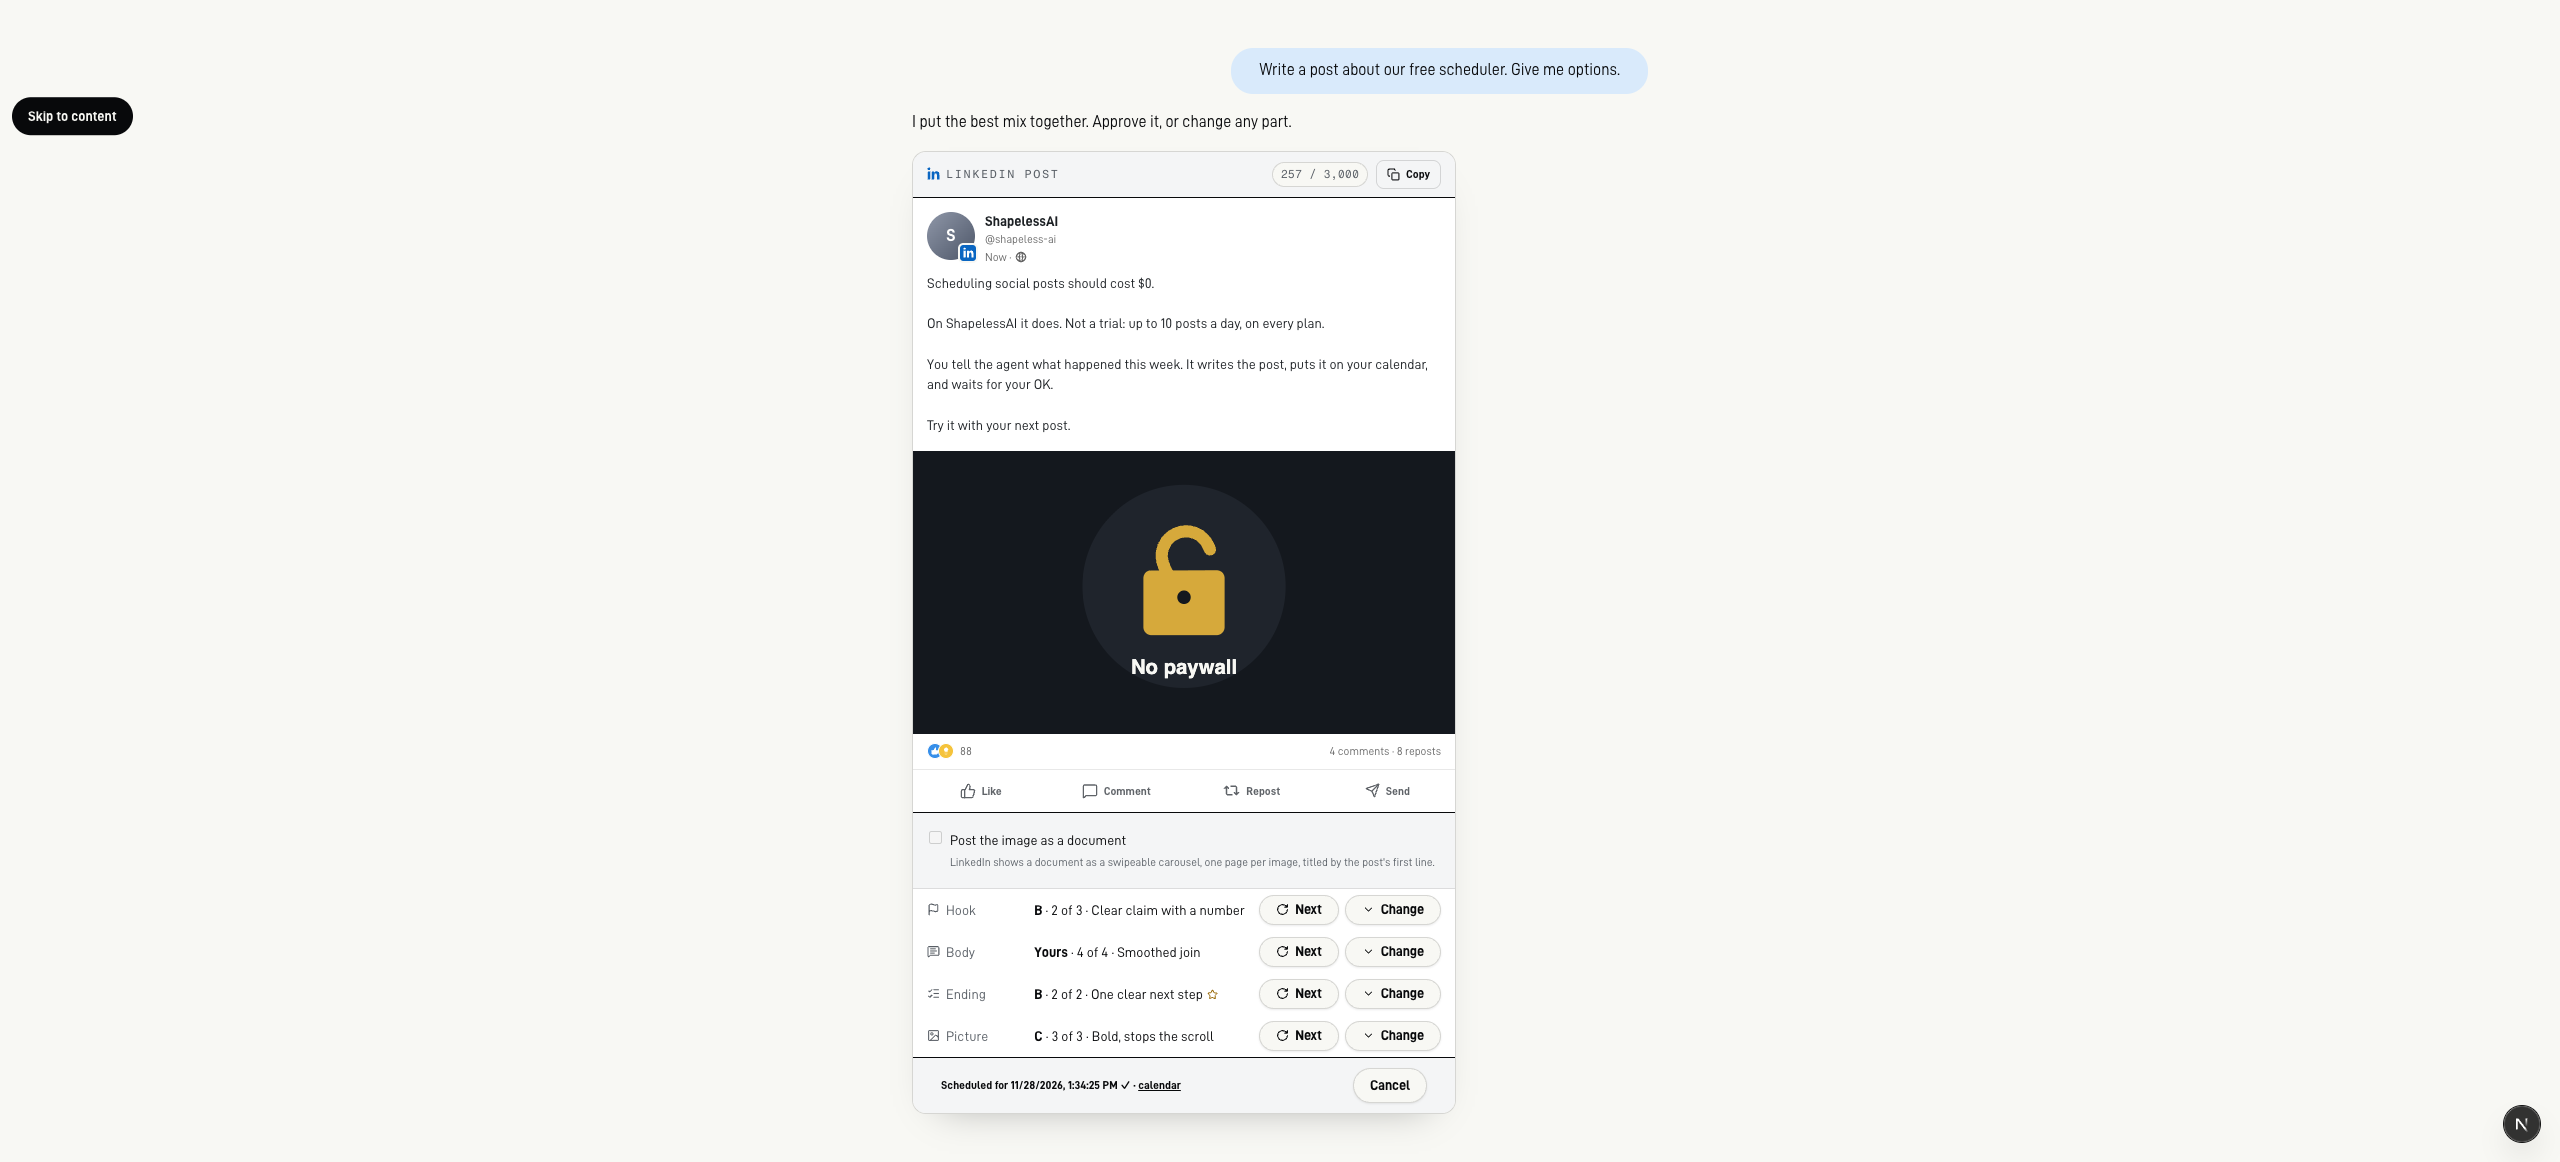 Write a post about our free scheduler. Give me options.
Skip to content
I put the best mix together. Approve it, or change any part.
in LINKEDIN POST 257 / 3,000 Copy
S in ShapelessAI
@shapeless-ai
Now ·
Scheduling social posts should cost $0.
On ShapelessAI it does. Not a trial: up to 10 posts a day, on every plan.
You tell the agent what happened this week. It writes the post, puts it on your calendar,
and waits for your OK.
Try it with your next post.
No paywall
88 4 comments · 8 reposts
Like Comment Repost Send
Post the image as a document
LinkedIn shows a document as a swipeable carousel, one page per image, titled by the post's first line.
Hook B · 2 of 3 · Clear claim with a number Next Change
Body Yours · 4 of 4 · Smoothed join Next Change
Ending B · 2 of 2 · One clear next step Next Change
Picture C · 3 of 3 · Bold, stops the scroll Next Change
Scheduled for 11/28/2026, 1:34:25 PM ✓ · calendar Cancel
N